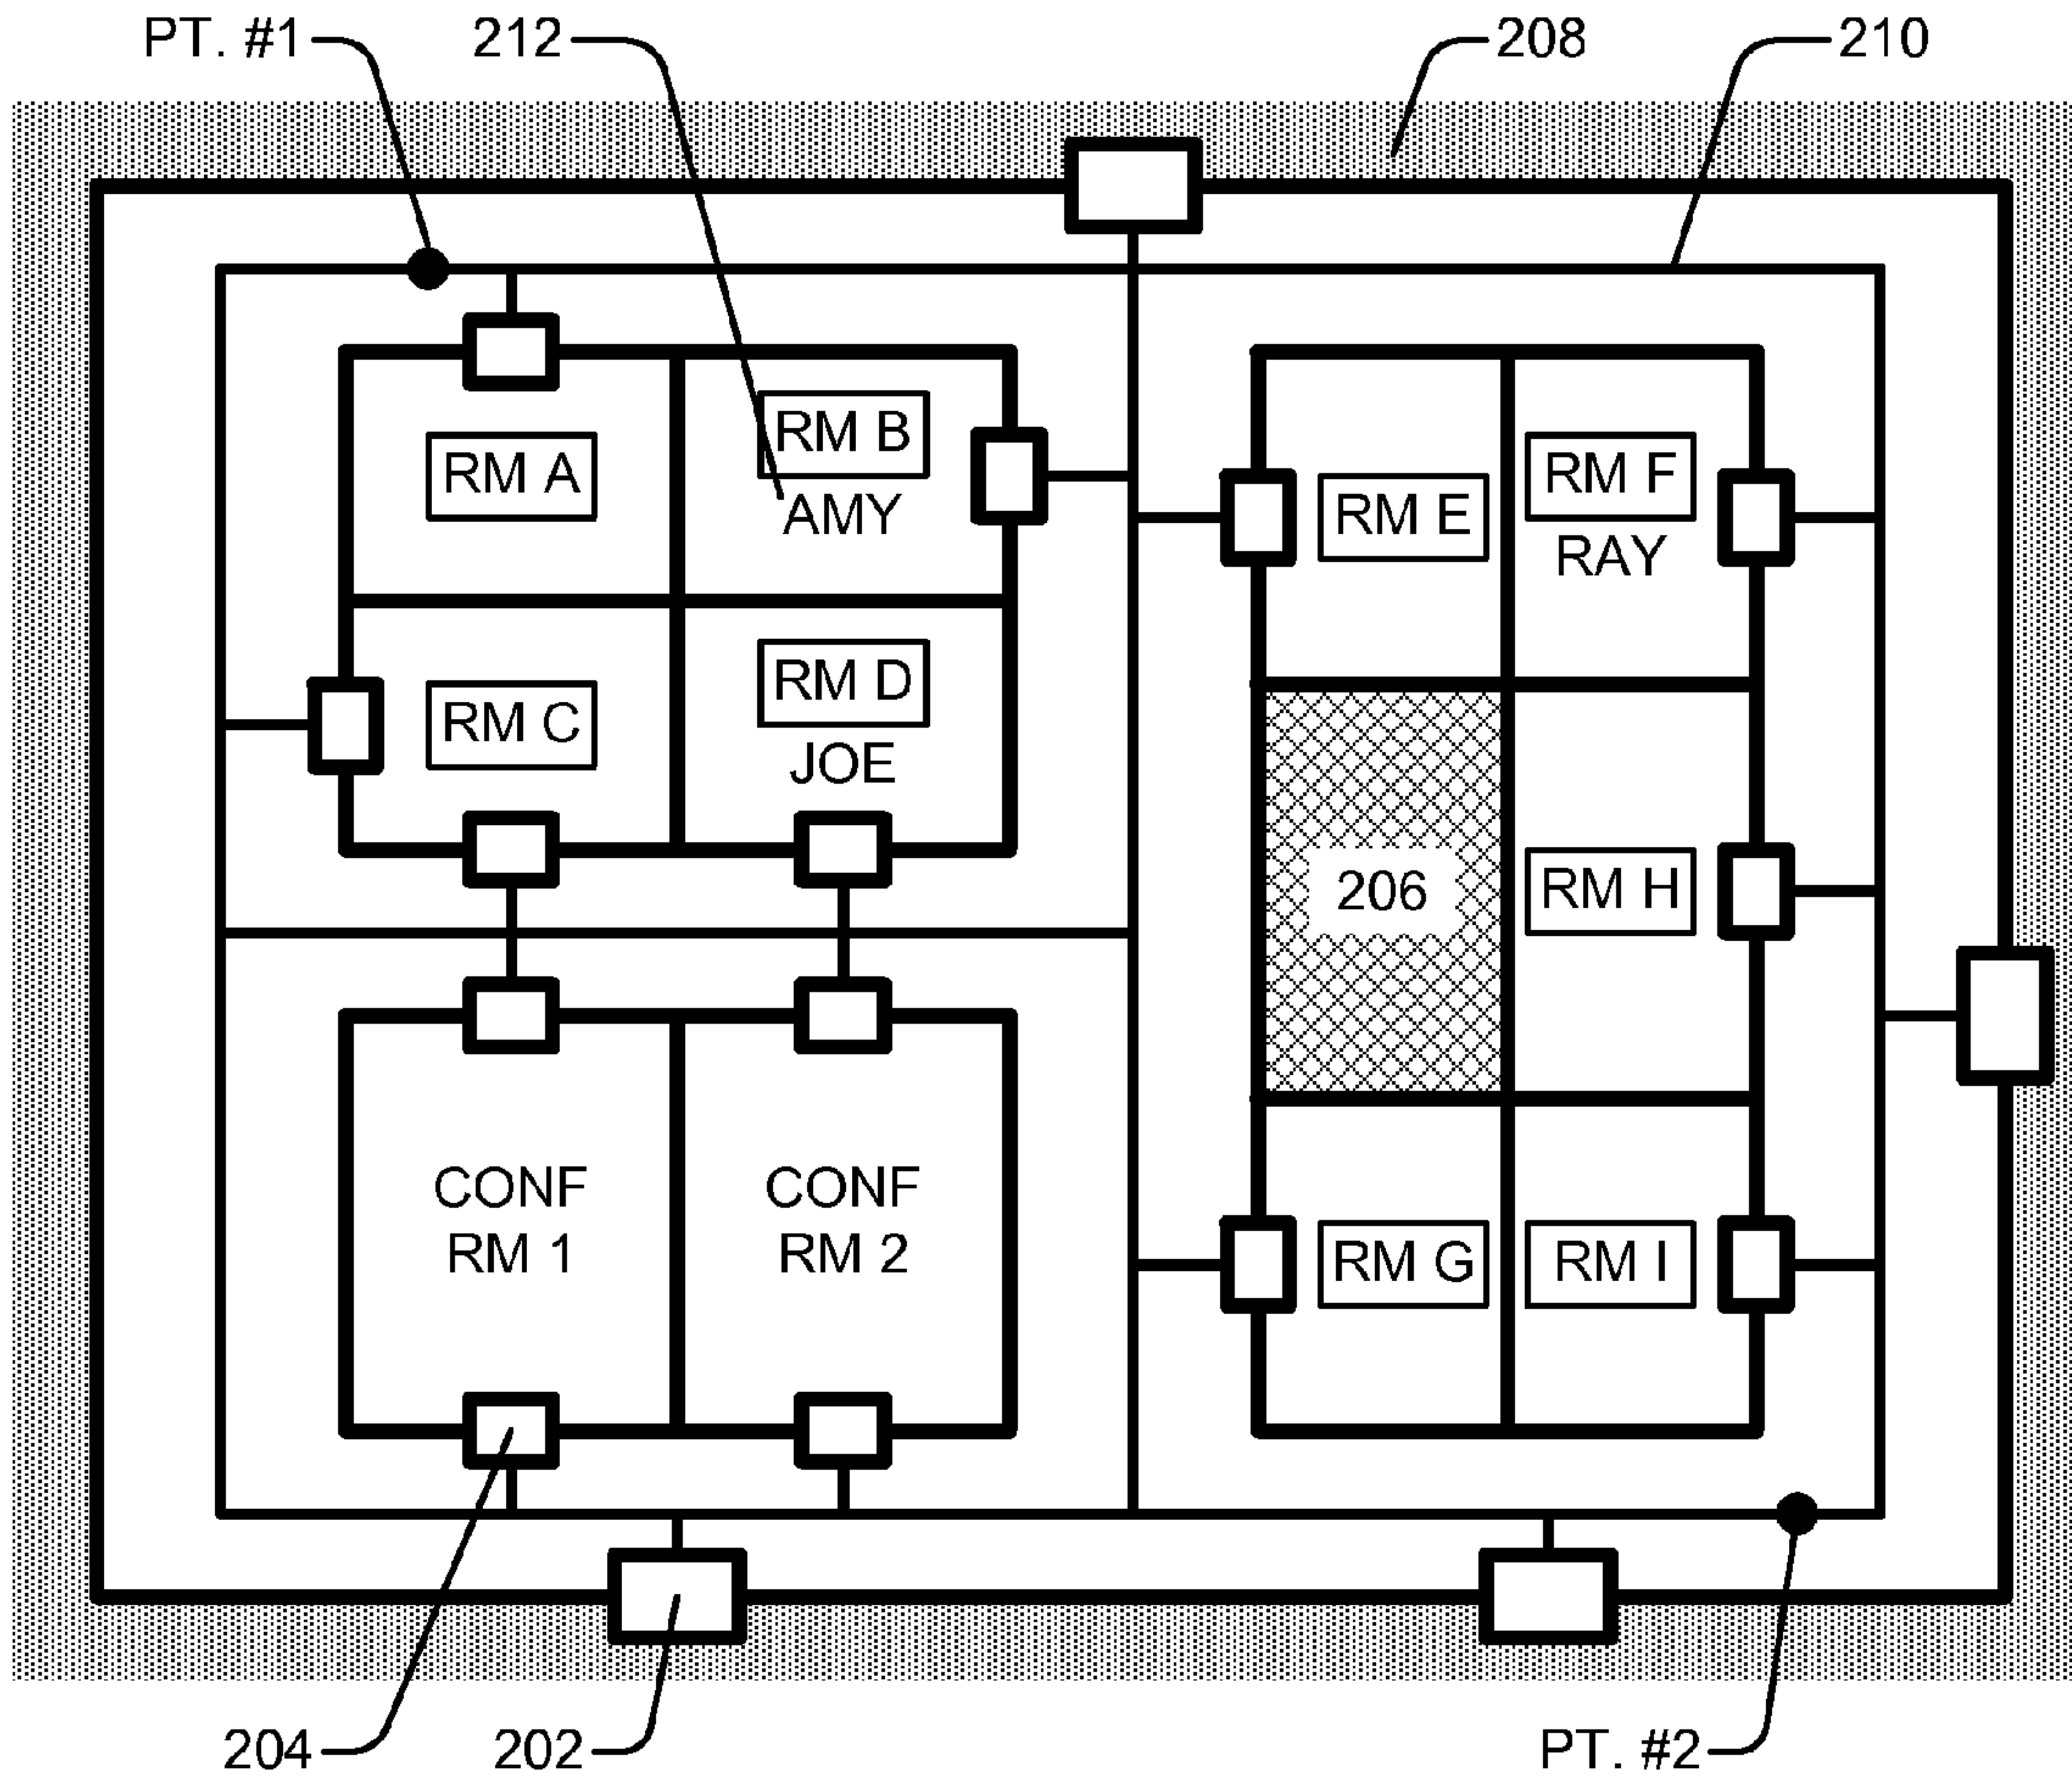 PT. #1
212
208
210
RM A
RM B
AMY
RM E
RM F
RAY
RM C
RM D
JOE
206
RM H
CONF
RM 1
CONF
RM 2
RM G
RM I
204
202
PT. #2